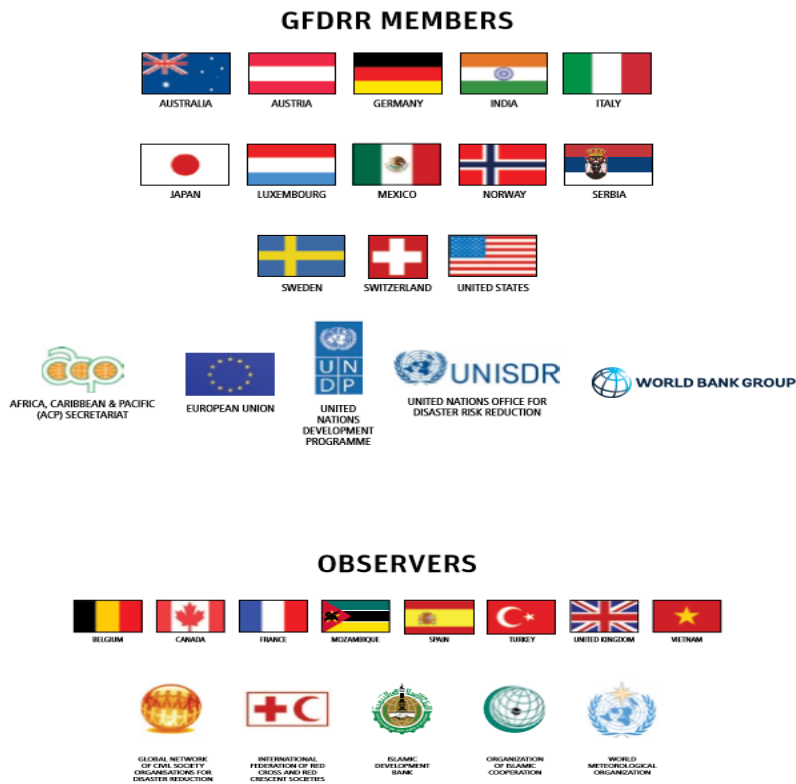 GFDRR MEMBERS
AUSTRALIA
AUSTRIA
GERMANY
INDIA
ITALY
JAPAN
LUXEMBOURG
MEXICO
NORWAY
SERBIA
SWEDEN
SWITZERLAND
UNITED STATES
acp
AFRICA, CARIBBEAN & PACIFIC
(ACP) SECRETARIAT
EUROPEAN UNION
U N
D P
UNITED
NATIONS
DEVELOPMENT
PROGRAMME
UNISDR
UNITED NATIONS OFFICE FOR
DISASTER RISK REDUCTION
WORLD BANK GROUP
OBSERVERS
BELGIUM
CANADA
FRANCE
MOZAMBIQUE
SPAIN
TURKEY
UNITED KINGDOM
VIETNAM
GLOBAL NETWORK
OF CIVIL SOCIETY
ORGANISATIONS FOR
DISASTER REDUCTION
INTERNATIONAL
FEDERATION OF RED
CROSS AND RED
CRESCENT SOCIETIES
ISLAMIC
DEVELOPMENT
BANK
ORGANIZATION
OF ISLAMIC
COOPERATION
WORLD
METEOROLOGICAL
ORGANIZATION